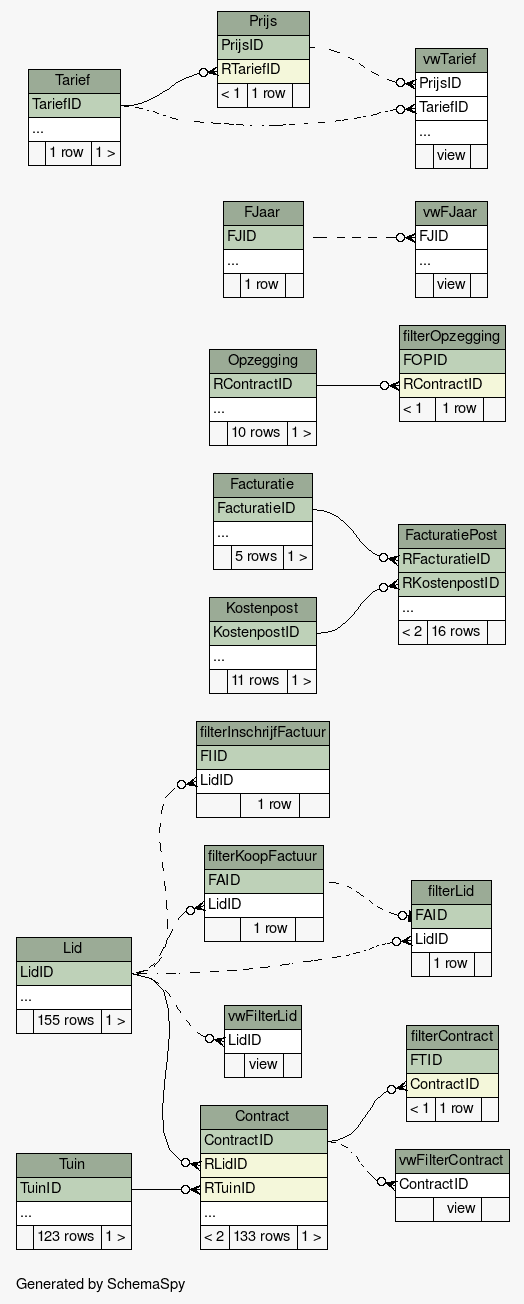 Prijs
PrijsID
RTariefID
< 1 1 row
Tarief
TariefID
...
1 row 1 >
vwTarief
PrijsID
TariefID
...
view
FJaar
FJID
...
1 row
vwFJaar
FJID
...
view
filterOpzegging
FOPID
RContractID
< 1 1 row
Opzegging
RContractID
...
10 rows 1 >
Facturatie
FacturatieID
...
5 rows 1 >
FacturatiePost
RFacturatieID
RKostenpostID
...
< 2 16 rows
Kostenpost
KostenpostID
...
11 rows 1 >
filterInschrijfFactuur
FIID
LidID
1 row
filterKoopFactuur
FAID
LidID
1 row
filterLid
FAID
LidID
1 row
Lid
LidID
...
155 rows 1 >
vwFilterLid
LidID
view
filterContract
FTID
ContractID
< 1 1 row
Contract
ContractID
RLidID
RTuinID
...
< 2 133 rows 1 >
vwFilterContract
ContractID
view
Tuin
TuinID
...
123 rows 1 >
Generated by SchemaSpy